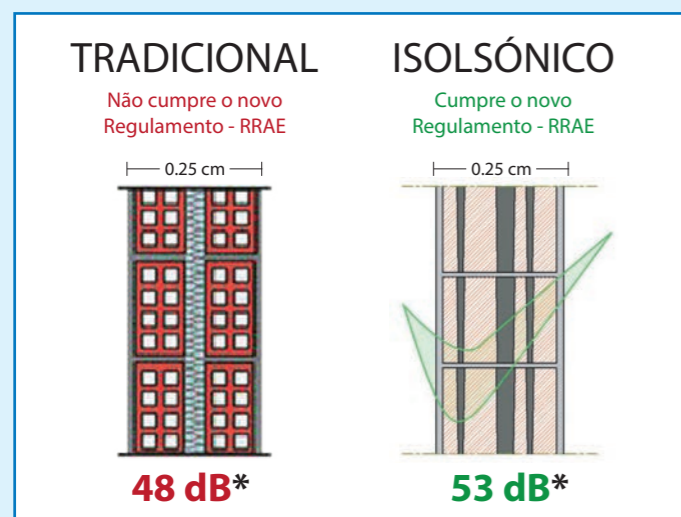 TRADICIONAL
Não cumpre o novo
Regulamento - RRAE
0.25 cm
48 dB*
ISOLSÓNICO
Cumpre o novo
Regulamento - RRAE
0.25 cm
53 dB*